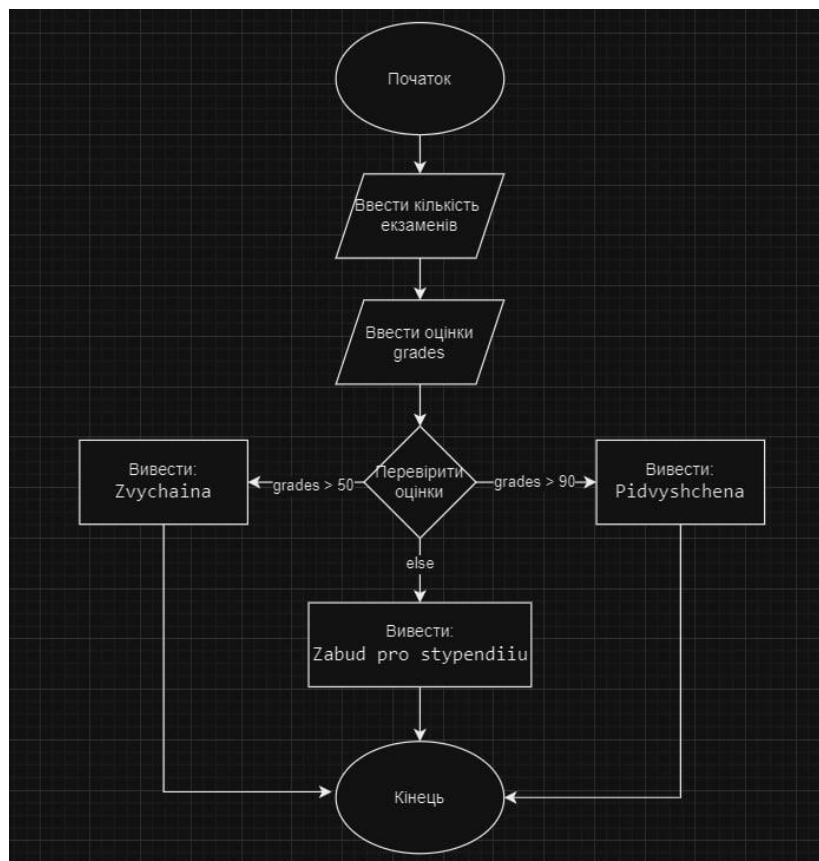 Початок
Ввести кількість
екзаменів
Ввести оцінки
grades
Перевірити
оцінки
grades > 50
grades > 90
Вивести:
Zvychaina
Вивести:
Pidvyshchena
else
Вивести:
Zabud pro stypendiiu
Кінець